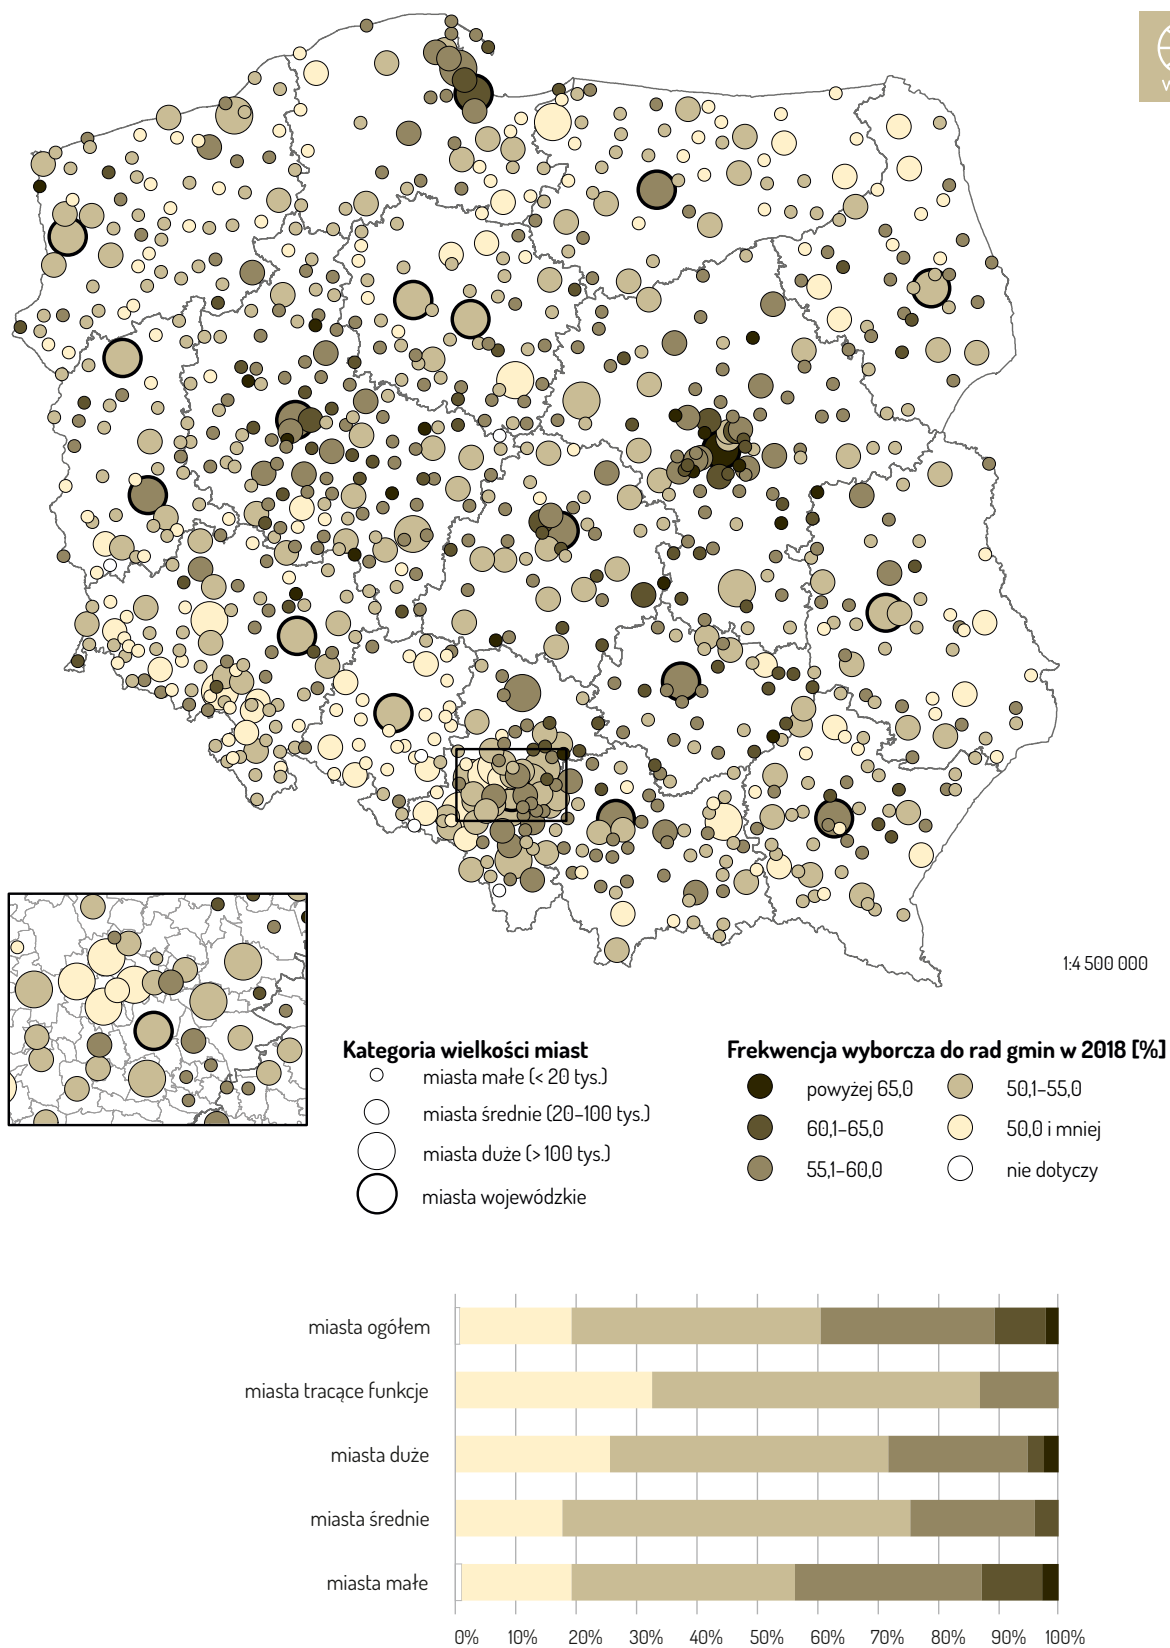 1:4 500 000
Kategoria wielkości miast
miasta małe (< 20 tys.)
miasta średnie (20–100 tys.)
miasta duże (> 100 tys.)
miasta wojewódzkie
Frekwencja wyborcza do rad gmin w 2018 [%]
powyżej 65,0
60,1–65,0
55,1–60,0
50,1–55,0
50,0 i mniej
nie dotyczy
miasta ogółem
miasta tracące funkcje
miasta duże
miasta średnie
miasta małe
0% 10% 20% 30% 40% 50% 60% 70% 80% 90% 100%